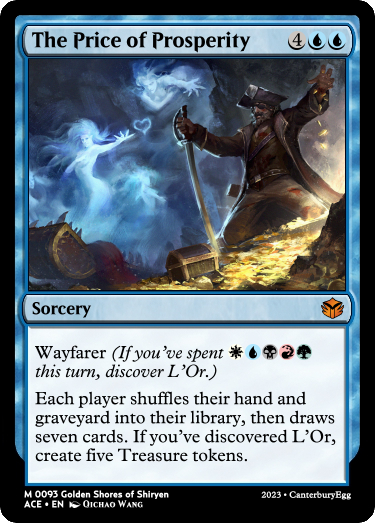 The Price of Prosperity 4
Sorcery
Wayfarer (If you've spent
this turn, discover L'Or.)
Each player shuffles their hand and
graveyard into their library, then draws
seven cards. If you've discovered L'Or,
create five Treasure tokens.
M 0093 Golden Shores of Shiryen
ACE • EN Qichao Wang
2023 • CanterburyEgg